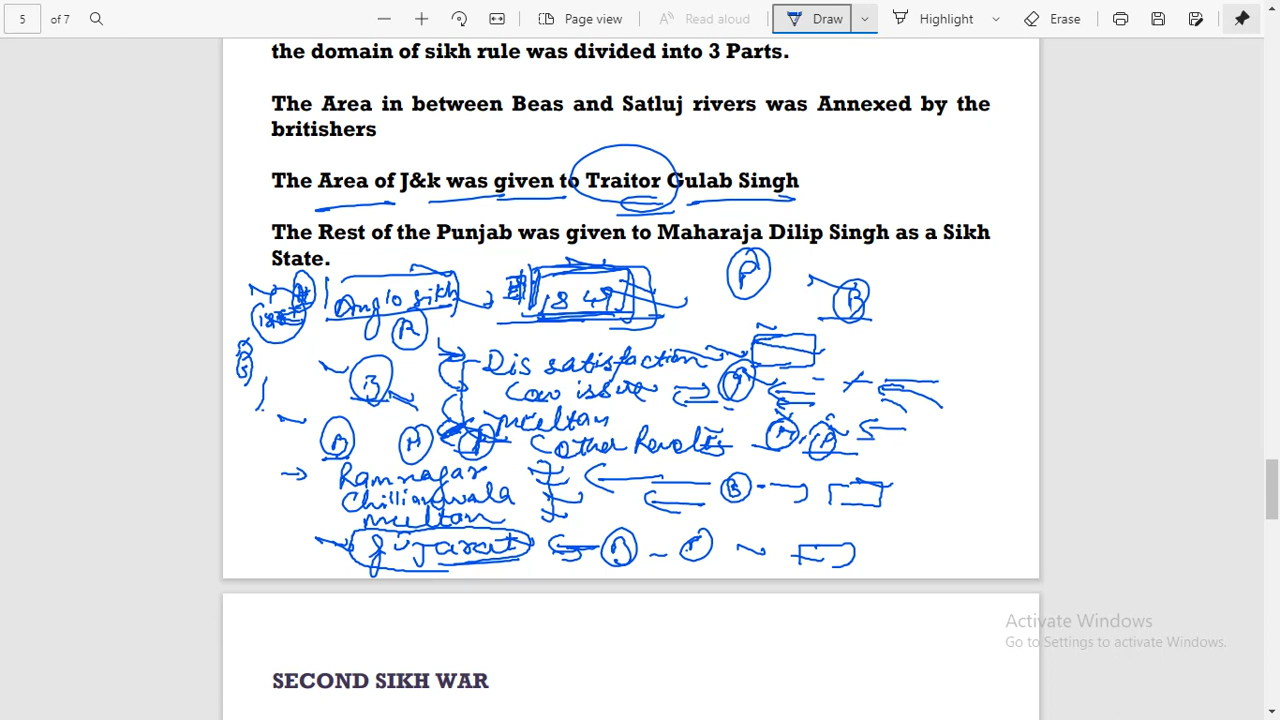 5 of 7 Page view Read aloud Draw Highlight Erase
the domain of sikh rule was divided into 3 Parts.
The Area in between Beas and Satluj rivers was Annexed by the
britishers
The Area of J&k was given to Traitor Gulab Singh
The Rest of the Punjab was given to Maharaja Dilip Singh as a Sikh
State.
P
B
Anglo sikh
1849
R
Dis satisfaction
B
Cow issue
P
multan
B M P other Revolts M P
Ramnagar
B
Chillianwala
multan
gujarat B P
Activate Windows
Go to Settings to activate Windows.
SECOND SIKH WAR